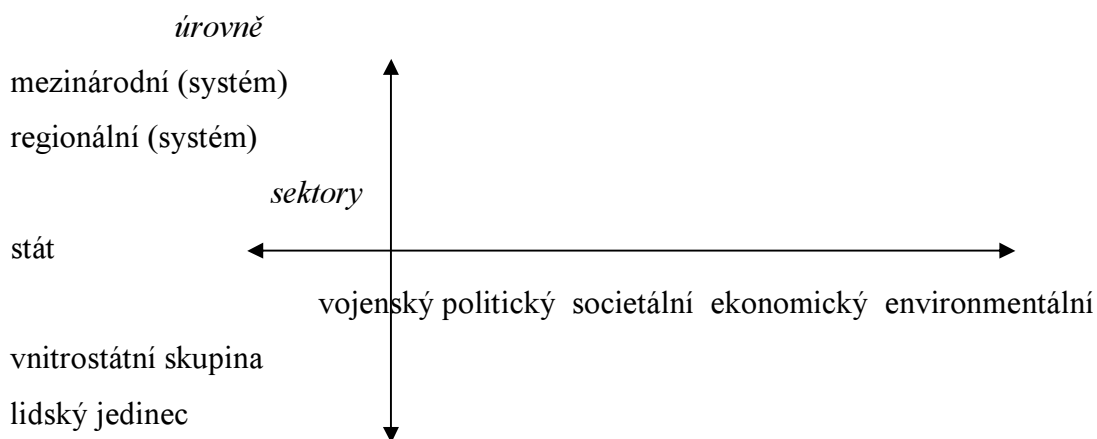 úrovně
mezinárodní (systém)
regionální (systém)
sektory
stát
vojenský politický societální ekonomický environmentální
vnitrostátní skupina
lidský jedinec